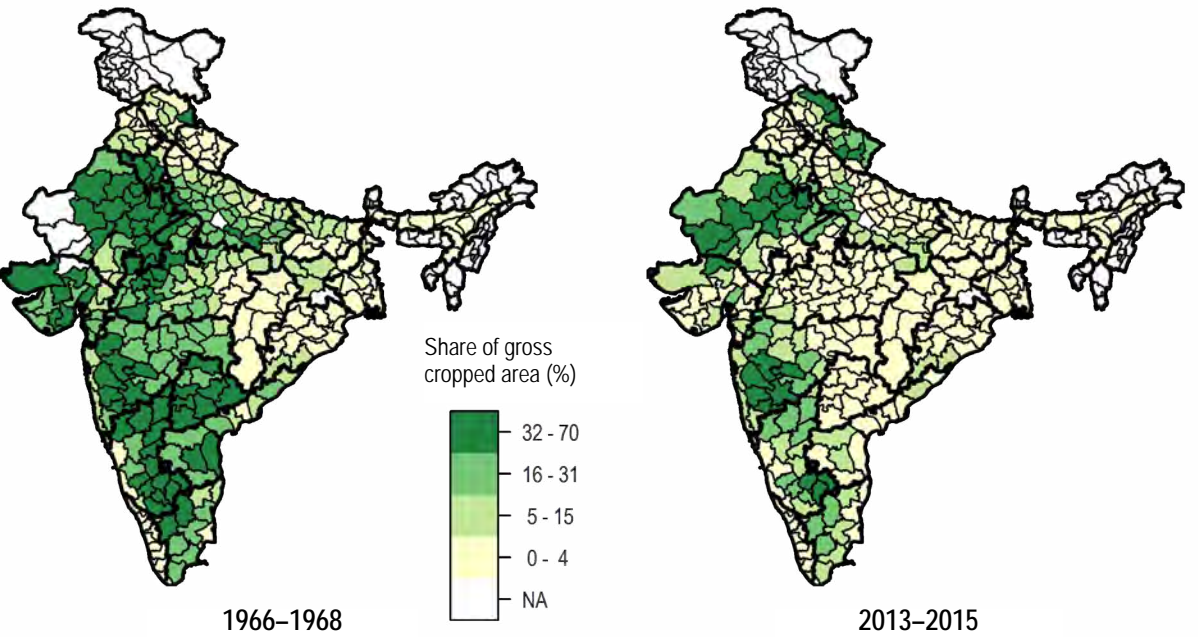 Share of gross
cropped area (%)
32 - 70
16 - 31
5 - 15
0 - 4
NA
1966–1968
2013–2015